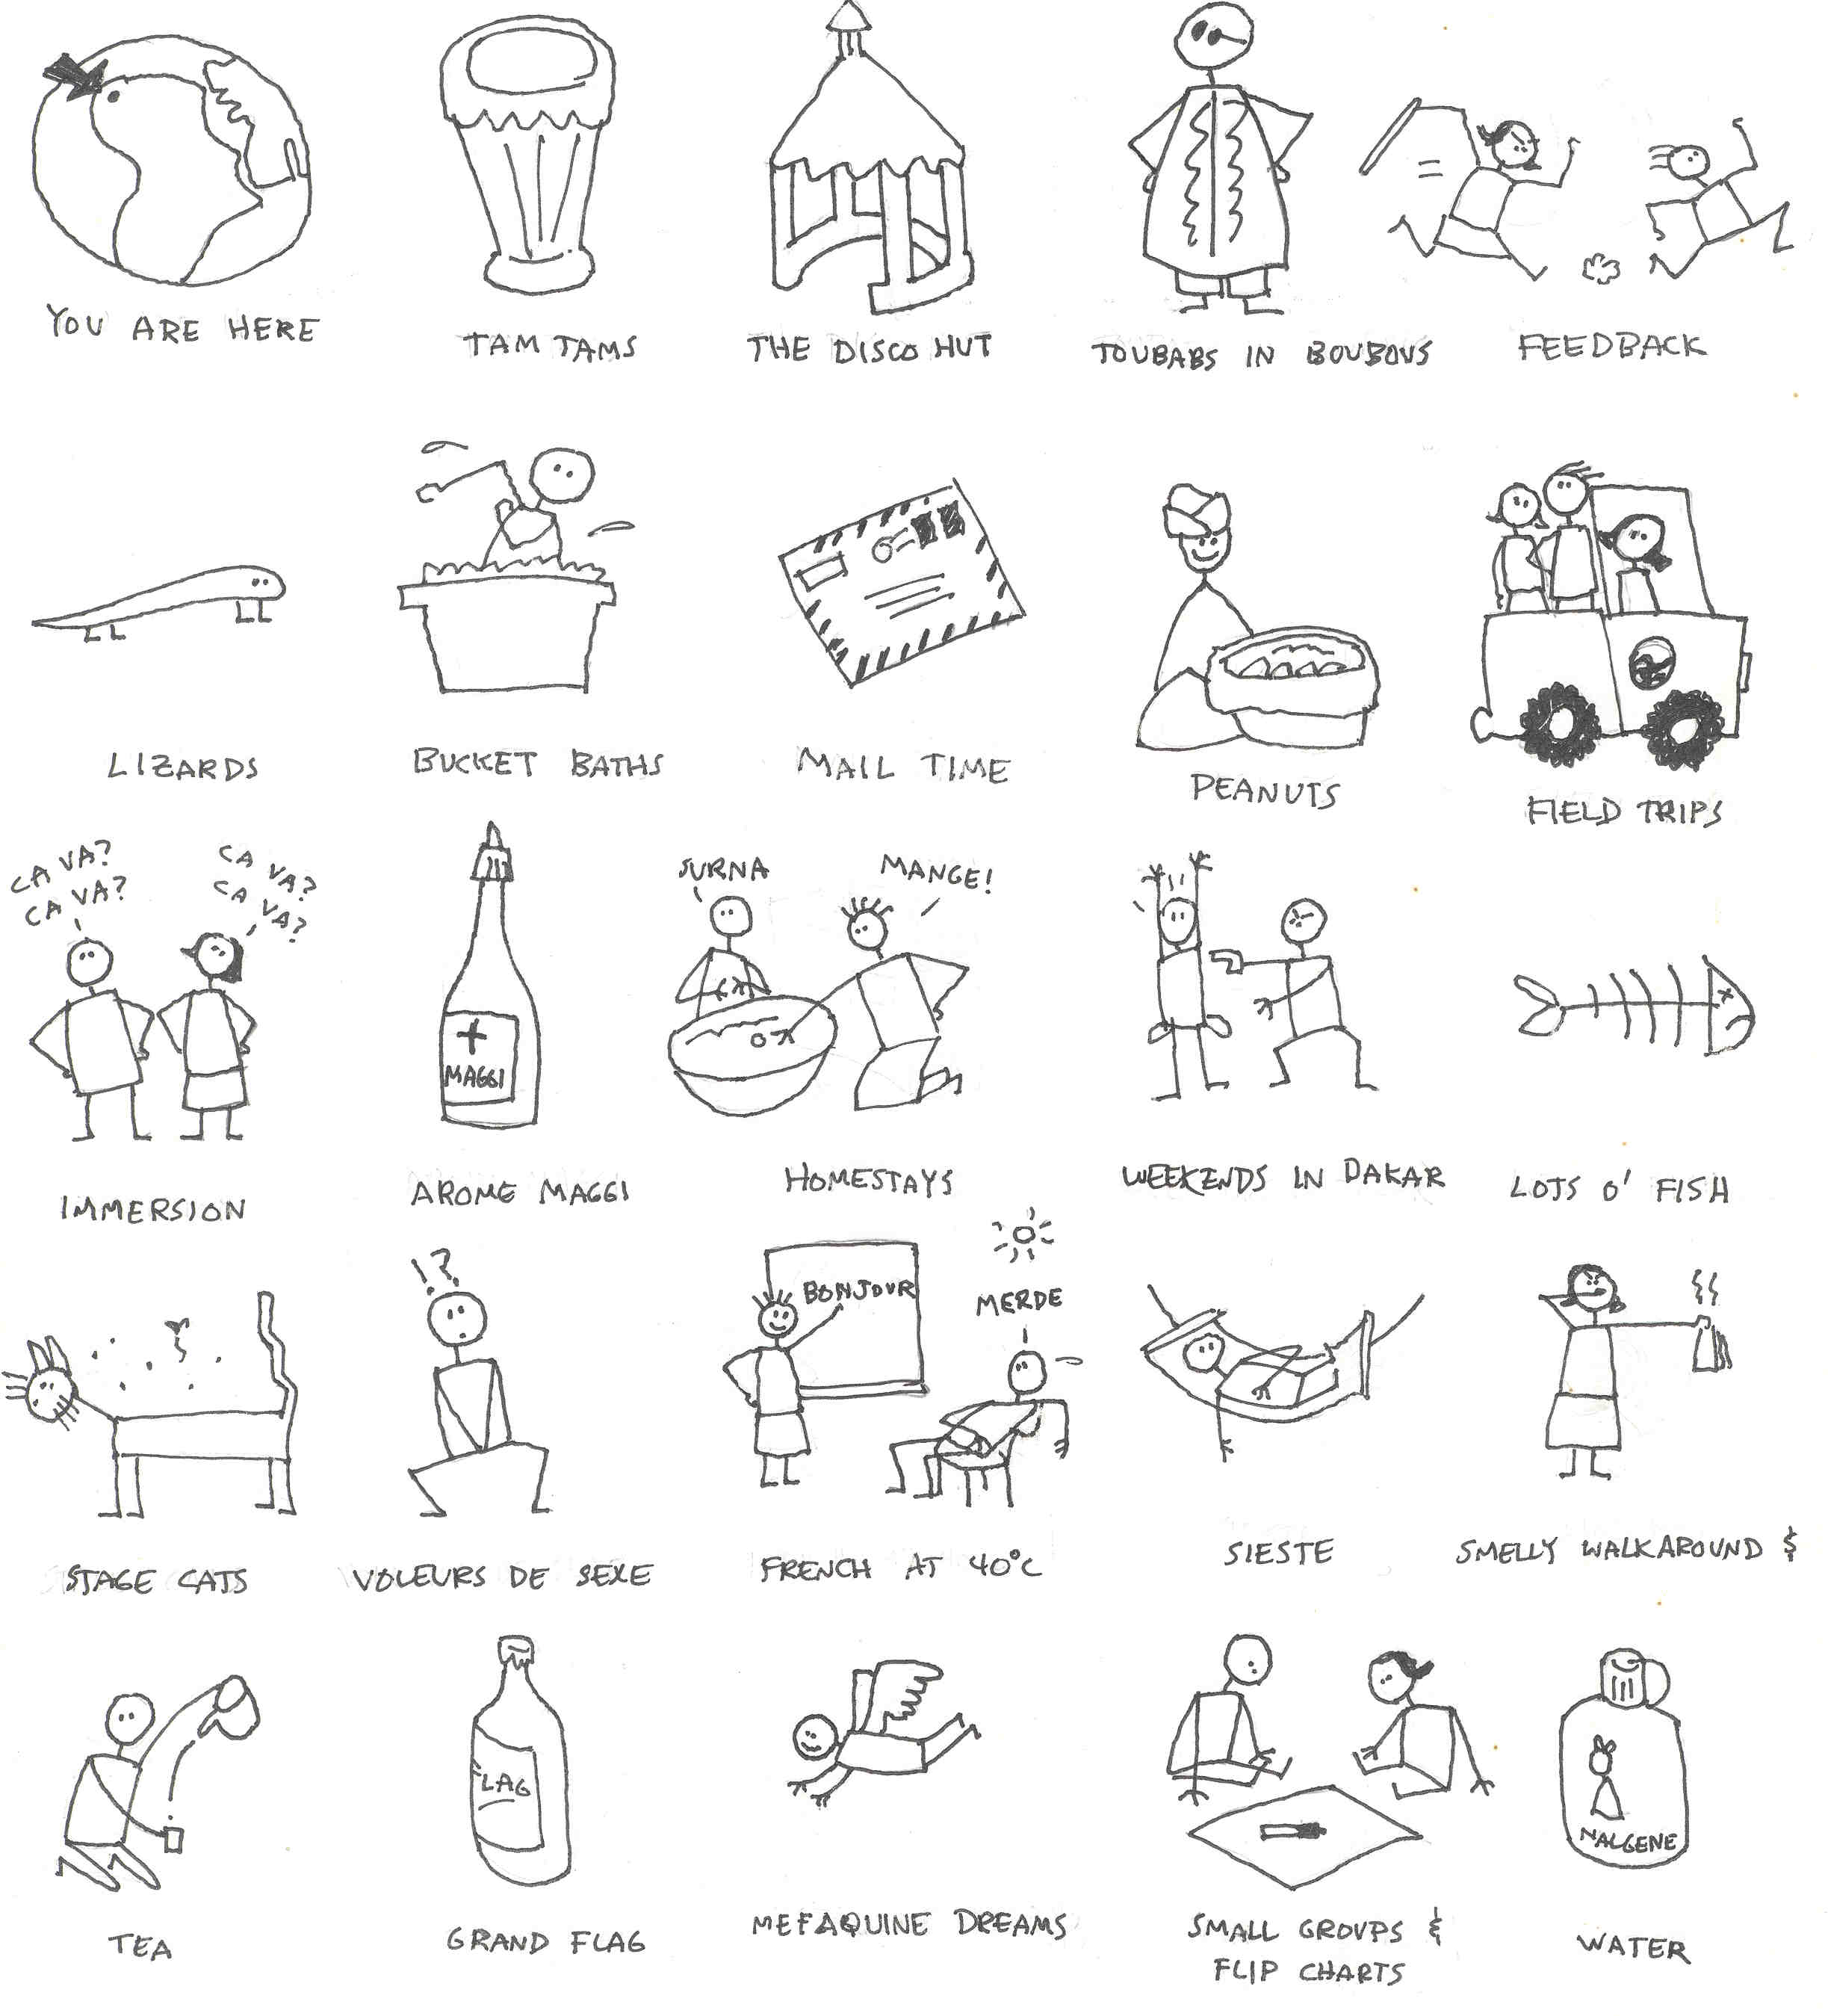 YOU ARE HERE
TAM TAMS
THE DISCO HUT
TOUBABS IN BOUBOUS
FEEDBACK
LIZARDS
BUCKET BATHS
MAIL TIME
PEANUTS
FIELD TRIPS
CA VA?
CA VA?
CA VA?
CA VA?
IMMERSION
MAGGI
AROME MAGGI
SURNA
MANGE!
HOMESTAYS
WEEKENDS IN DAKAR
LOTS O' FISH
STAGE CATS
!?
VOLEURS DE SEXE
BONJOUR
MERDE
FRENCH AT 40°C
SIESTE
SMELLY WALKAROUND $
TEA
FLAG
GRAND FLAG
MEFAQUINE DREAMS
SMALL GROUPS &
FLIP CHARTS
NALGENE
WATER